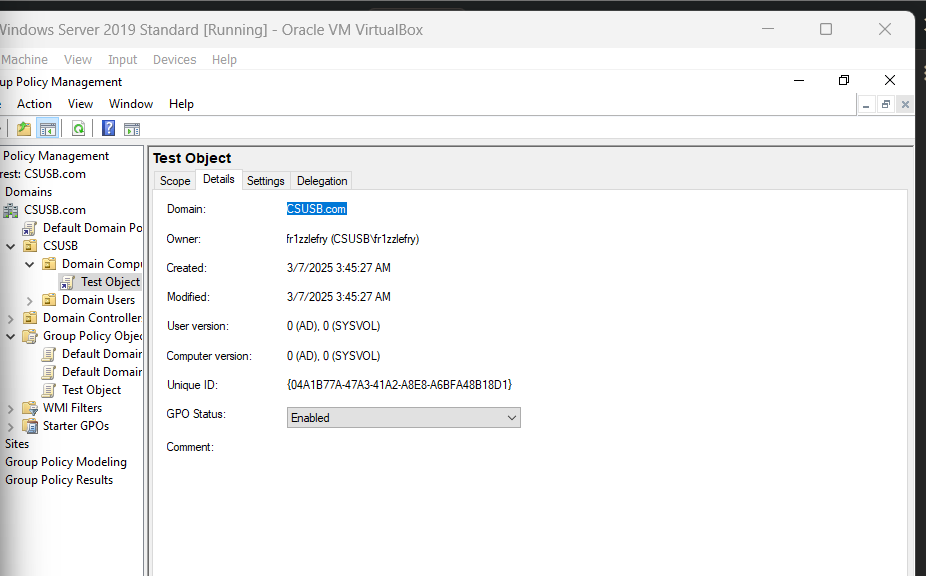 Windows Server 2019 Standard [Running] - Oracle VM VirtualBox
Machine View Input Devices Help
up Policy Management
Action View Window Help
Policy Management
rest: CSUSB.com
Domains
CSUSB.com
Default Domain Po
CSUSB
Domain Compu
Test Object
Domain Users
Domain Controller
Group Policy Objec
Default Domain
Default Domain
Test Object
WMI Filters
Starter GPOs
Sites
Group Policy Modeling
Group Policy Results
Test Object
Scope Details Settings Delegation
Domain: CSUSB.com
Owner: fr1zzlefry (CSUSB\fr1zzlefry)
Created: 3/7/2025 3:45:27 AM
Modified: 3/7/2025 3:45:27 AM
User version: 0 (AD), 0 (SYSVOL)
Computer version: 0 (AD), 0 (SYSVOL)
Unique ID: {04A1B77A-47A3-41A2-A8E8-A6BFA48B18D1}
GPO Status: Enabled
Comment: